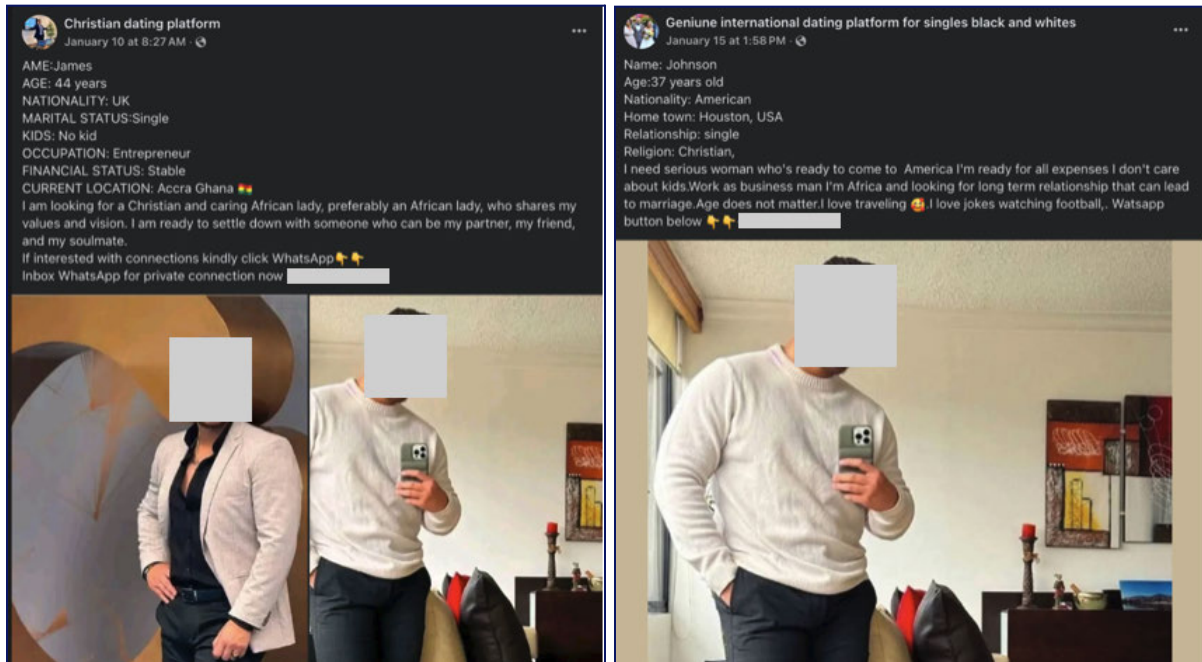 Christian dating platform
January 10 at 8:27 AM ·
AME:James
AGE: 44 years
NATIONALITY: UK
MARITAL STATUS:Single
KIDS: No kid
OCCUPATION: Entrepreneur
FINANCIAL STATUS: Stable
CURRENT LOCATION: Accra Ghana 🇬🇭
I am looking for a Christian and caring African lady, preferably an African lady, who shares my
values and vision. I am ready to settle down with someone who can be my partner, my friend,
and my soulmate.
If interested with connections kindly click WhatsApp👇👇
Inbox WhatsApp for private connection now
Geniune international dating platform for singles black and whites
January 15 at 1:58 PM ·
Name: Johnson
Age:37 years old
Nationality: American
Home town: Houston, USA
Relationship: single
Religion: Christian,
I need serious woman who's ready to come to America I'm ready for all expenses I don't care
about kids.Work as business man I'm Africa and looking for long term relationship that can lead
to marriage.Age does not matter.I love traveling 🥰.I love jokes watching football,. Watsapp
button below 👇👇